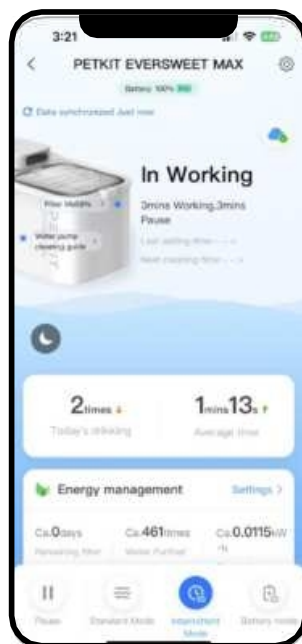 3:21
PETKIT EVERSWEET MAX
Battery 100%
Data synchronized Just now
In Working
3mins Working,3mins
Pause
Water pump
cleaning guide
2times
1mins13s
Today's drinking
Average time
Energy management
Settings >
Ca.0days
Ca.461times
Ca.0.0115kW
·h
Remaining filter
Water Purified
Pause
Standard Mode
Intermittent
Mode
Battery mode